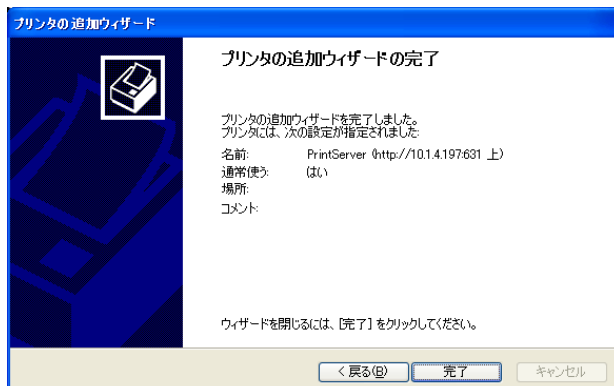 プリンタの追加ウィザード
プリンタの追加ウィザードの完了
プリンタの追加ウィザードを完了しました。
プリンタには、次の設定が指定されました:
名前: PrintServer (http://10.1.4.197:631 上)
通常使う: はい
場所:
コメント:
ウィザードを閉じるには、[完了] をクリックしてください。
< 戻る(B) 完了 キャンセル